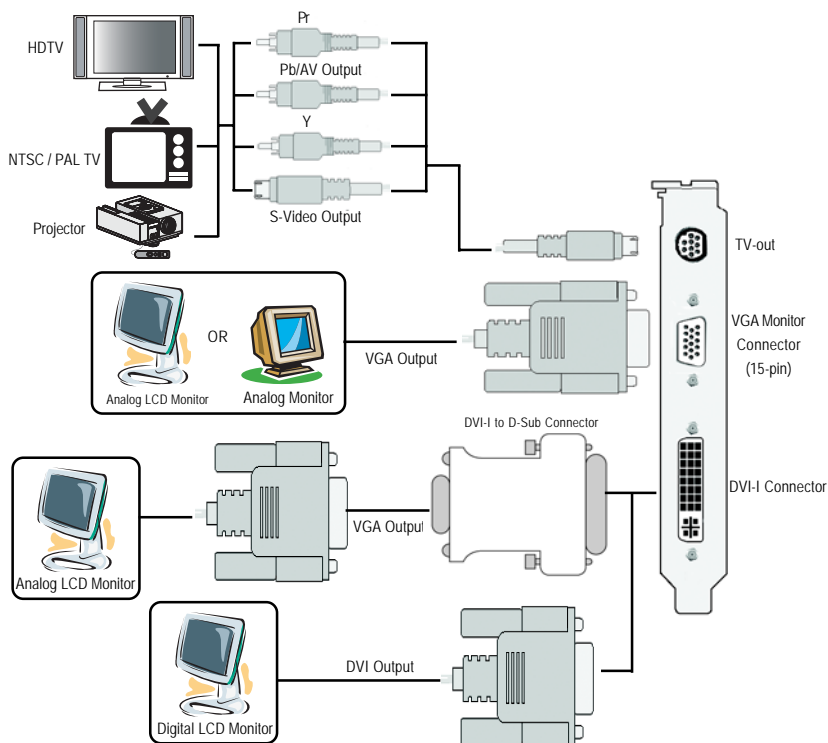 Pr
HDTV
Pb/AV Output
Y
NTSC / PAL TV
S-Video Output
Projector
TV-out
VGA Monitor
Connector
(15-pin)
OR
VGA Output
Analog LCD Monitor
Analog Monitor
DVI-I to D-Sub Connector
DVI-I Connector
VGA Output
Analog LCD Monitor
DVI Output
Digital LCD Monitor